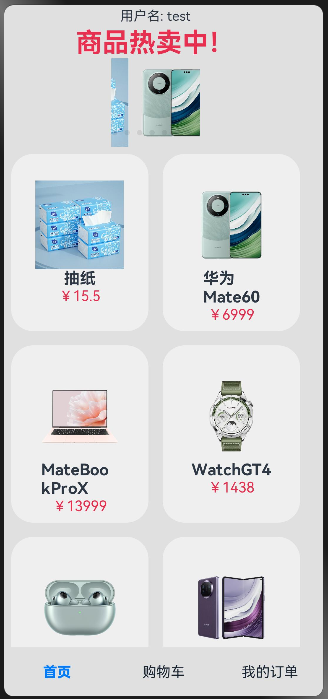 用户名: test
商品热卖中！
抽纸
￥15.5
华为
Mate60
￥6999
MateBoo
kProX
￥13999
WatchGT4
￥1438
首页
购物车
我的订单